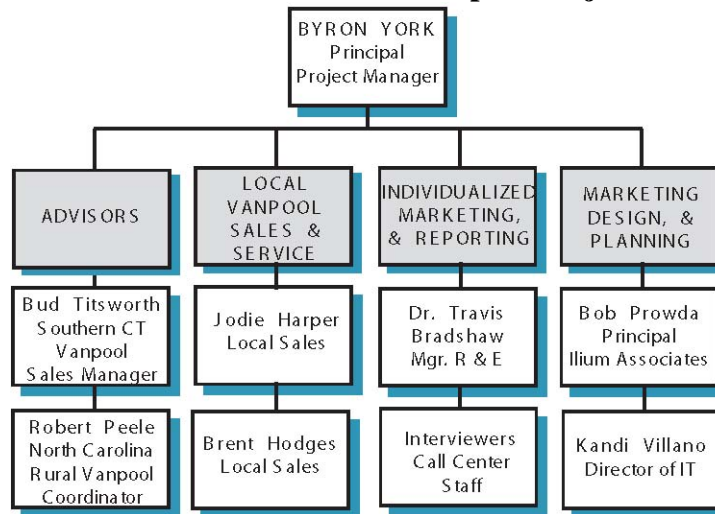 BYRON YORK
Principal
Project Manager
ADVISORS
LOCAL
VANPOOL
SALES &
SERVICE
INDIVIDUALIZED
MARKETING,
& REPORTING
MARKETING
DESIGN, &
PLANNING
Bud Titsworth
Southern CT
Vanpool
Sales Manager
Jodie Harper
Local Sales
Dr. Travis
Bradshaw
Mgr. R & E
Bob Prowda
Principal
Ilium Associates
Robert Peele
North Carolina
Rural Vanpool
Coordinator
Brent Hodges
Local Sales
Interviewers
Call Center
Staff
Kandi Villano
Director of IT